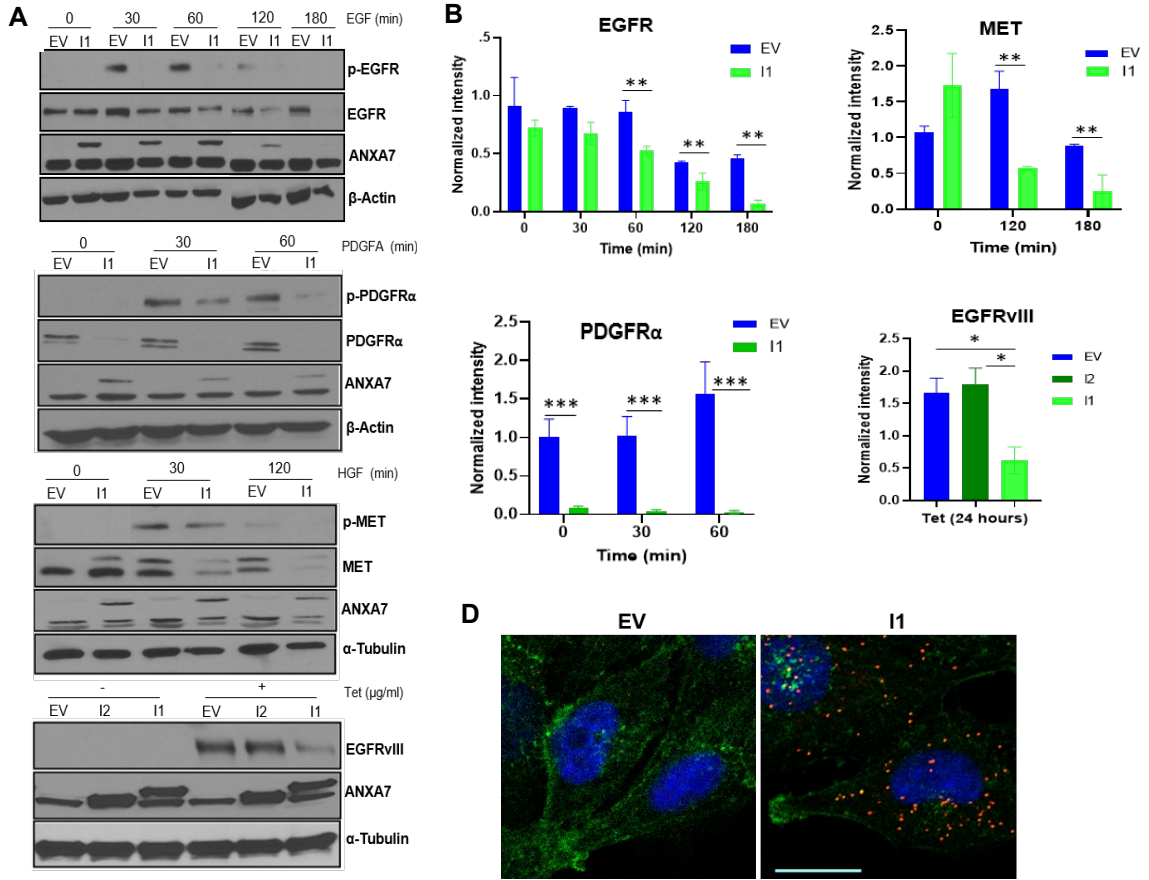 A
0 30 60 120 180 EGF (min)
EV I1 EV I1 EV I1 EV I1 EV I1
p-EGFR
EGFR
ANXA7
β-Actin
0 30 60 PDGFA (min)
EV I1 EV I1 EV I1
p-PDGFRα
PDGFRα
ANXA7
β-Actin
0 30 120 HGF (min)
EV I1 EV I1 EV I1
p-MET
MET
ANXA7
α-Tubulin
- + Tet (µg/ml)
EV I2 I1 EV I2 I1
EGFRvIII
ANXA7
α-Tubulin
B
EGFR
EV
I1
Normalized intensity
.5
1.0
0.5
0.0
** ** **
0 30 60 120 180
Time (min)
MET
EV
I1
Normalized intensity
2.5
2.0
1.5
1.0
0.5
0.0
** **
0 120 180
Time (min)
PDGFRα
EV
I1
Normalized intensity
2.5
2.0
1.5
1.0
0.5
0.0
*** *** ***
0 30 60
Time (min)
EGFRvIII
EV
I2
I1
Normalized intensity
2.5
2.0
1.5
1.0
0.5
0.0
*
*
Tet (24 hours)
D
EV I1